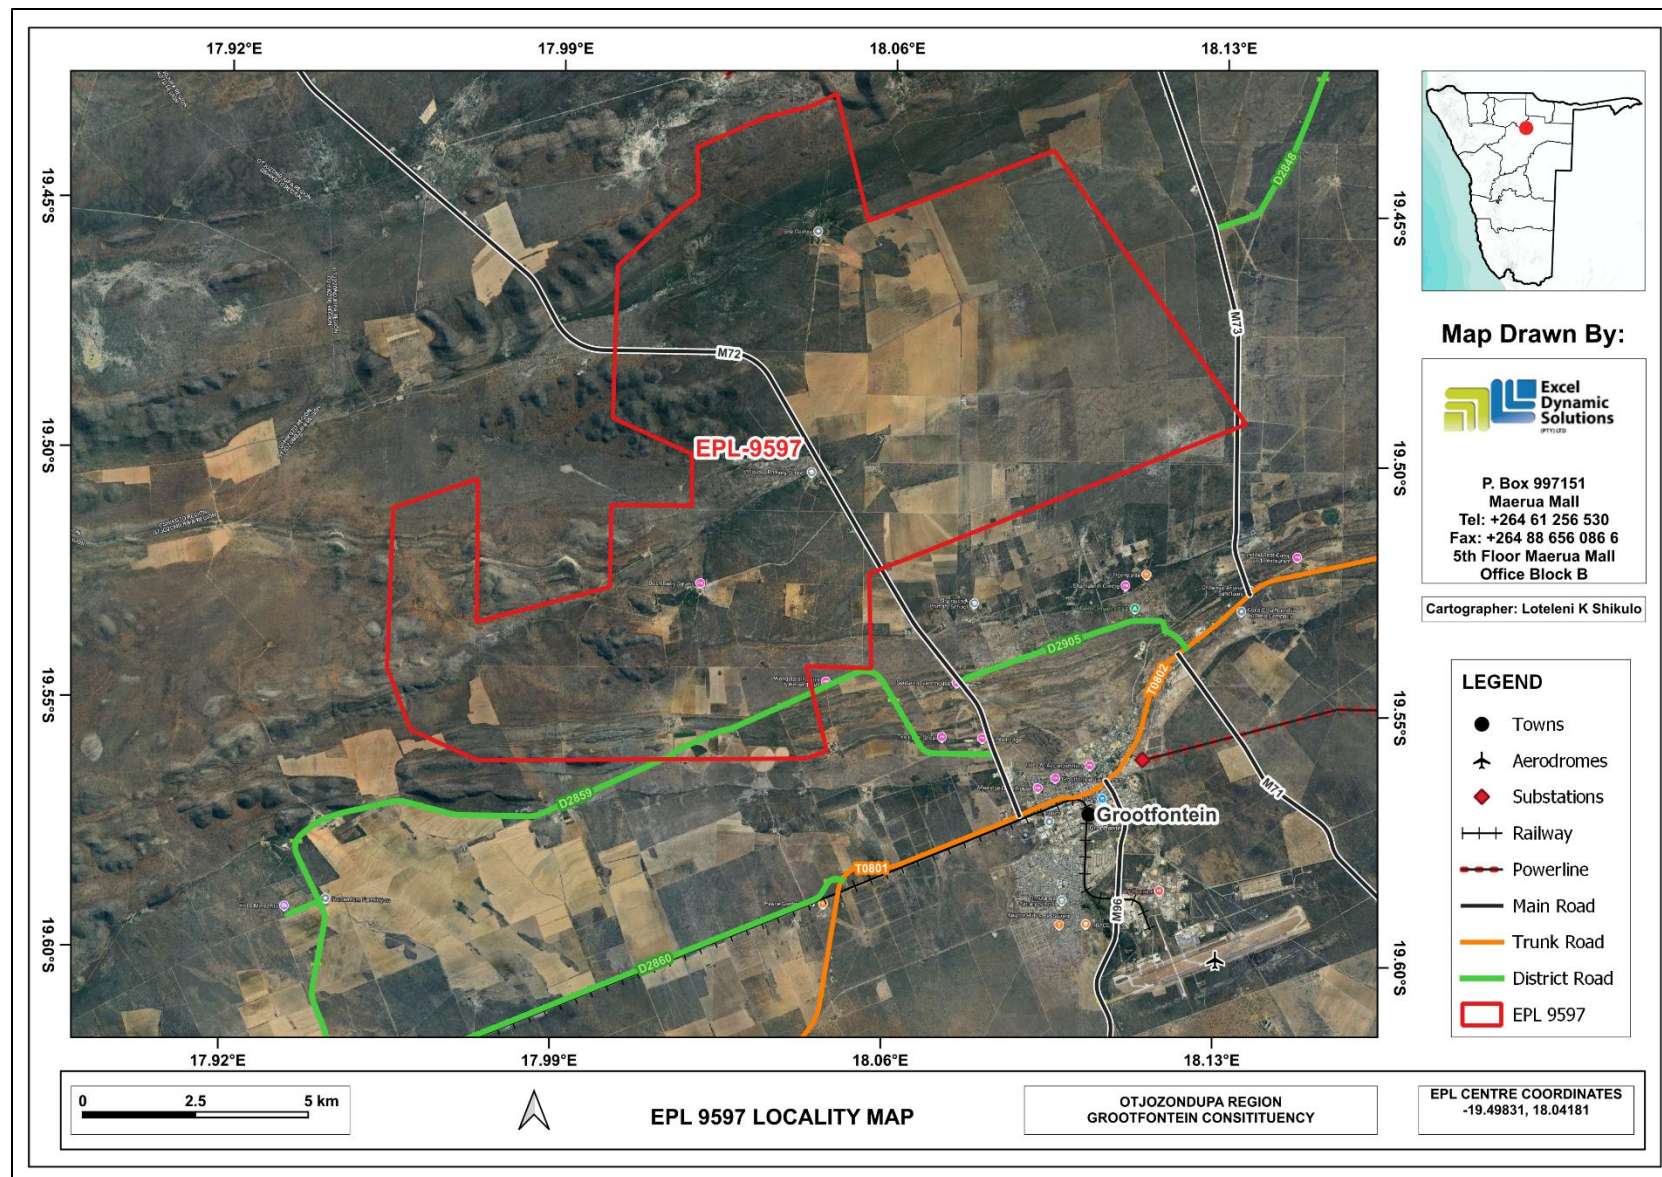 17.92°E
17.99°E
18.06°E
18.13°E
19.45°S
19.50°S
19.55°S
19.60°S
19.45°S
19.50°S
19.55°S
19.60°S
D2848
M73
M72
EPL-9597
D2905
T0802
M71
D2859
Grootfontein
T0801
M96
D2860
17.92°E
17.99°E
18.06°E
18.13°E
Map Drawn By:
Excel
Dynamic
Solutions
(PTY) LTD
P. Box 997151
Maerua Mall
Tel: +264 61 256 530
Fax: +264 88 656 086 6
5th Floor Maerua Mall
Office Block B
Cartographer: Loteleni K Shikulo
LEGEND
Towns
Aerodromes
Substations
Railway
Powerline
Main Road
Trunk Road
District Road
EPL 9597
0 2.5 5 km
EPL 9597 LOCALITY MAP
OTJOZONDUPA REGION
GROOTFONTEIN CONSITITUENCY
EPL CENTRE COORDINATES
-19.49831, 18.04181